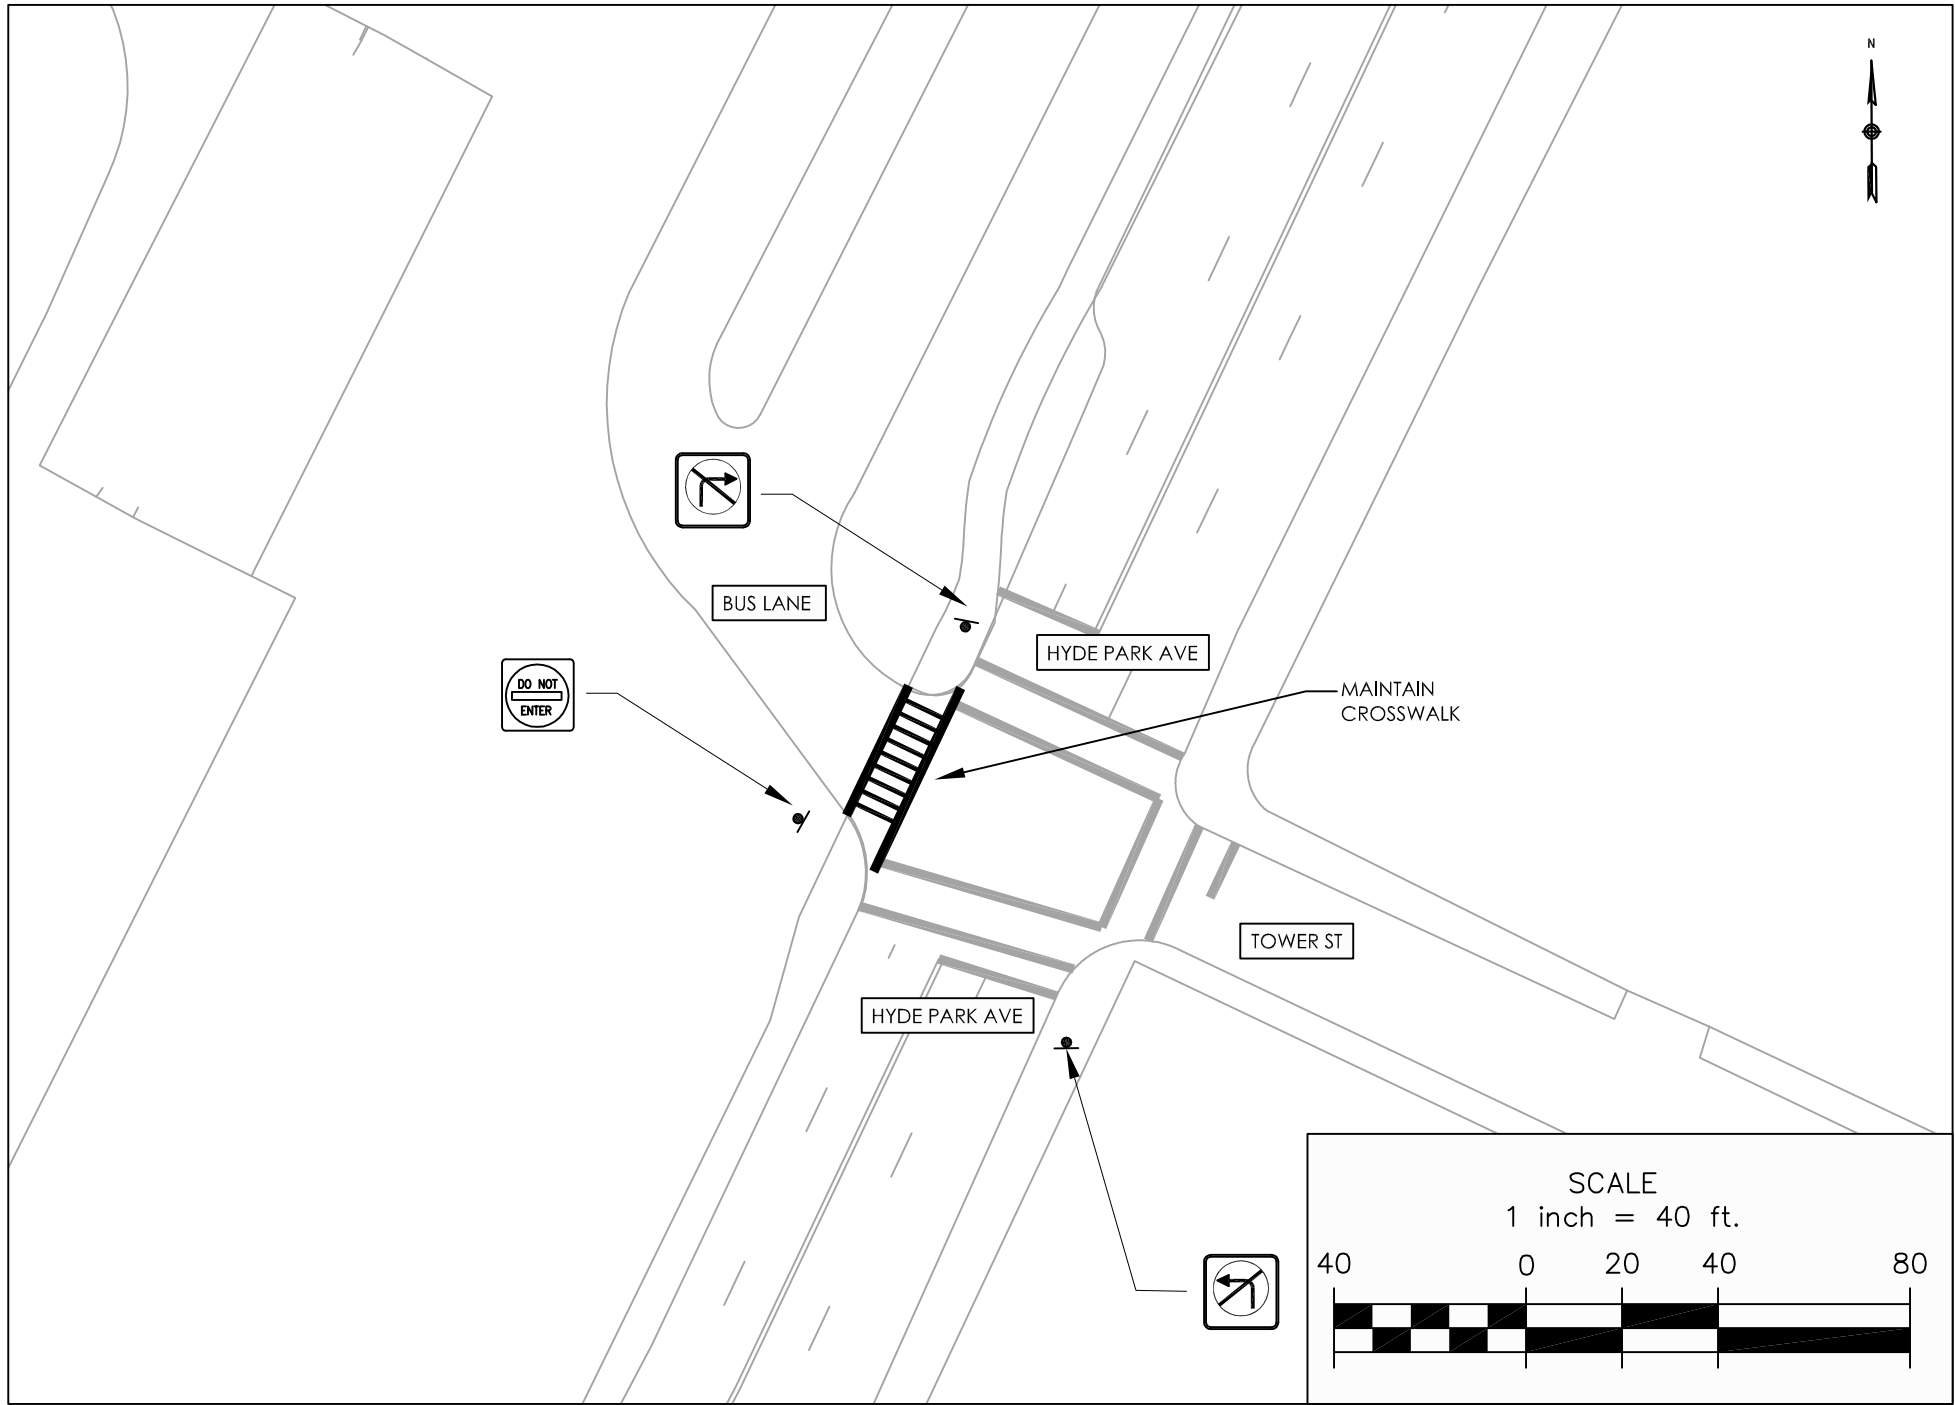 N
BUS LANE
HYDE PARK AVE
DO NOT
ENTER
MAINTAIN
CROSSWALK
TOWER ST
HYDE PARK AVE
SCALE
1 inch = 40 ft.
40 0 20 40 80